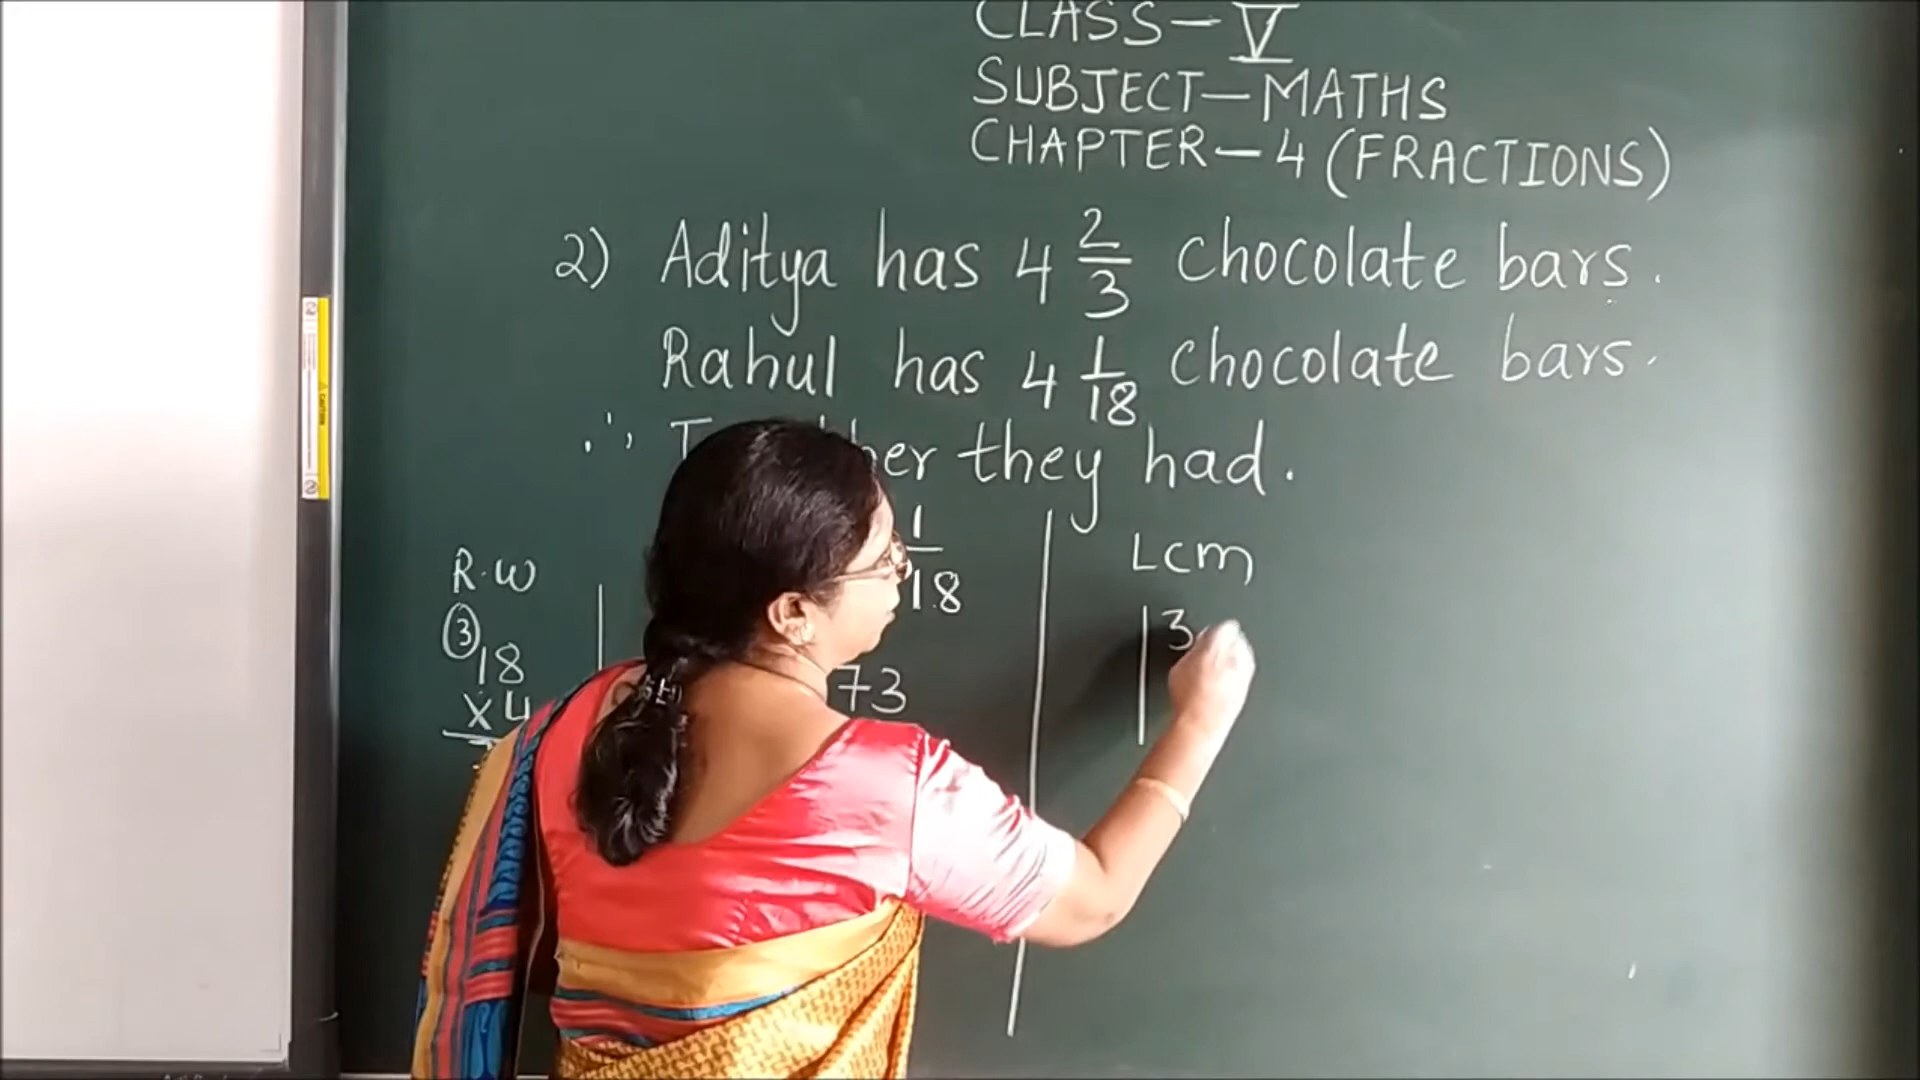 CLASS – V
SUBJECT – MATHS
CHAPTER – 4 (FRACTIONS)
2) Aditya has 4 2/3 chocolate bars.
Rahul has 4 1/18 chocolate bars.
∴ they had.
1/18
73
R.W
3
18
x 4
Lcm
3